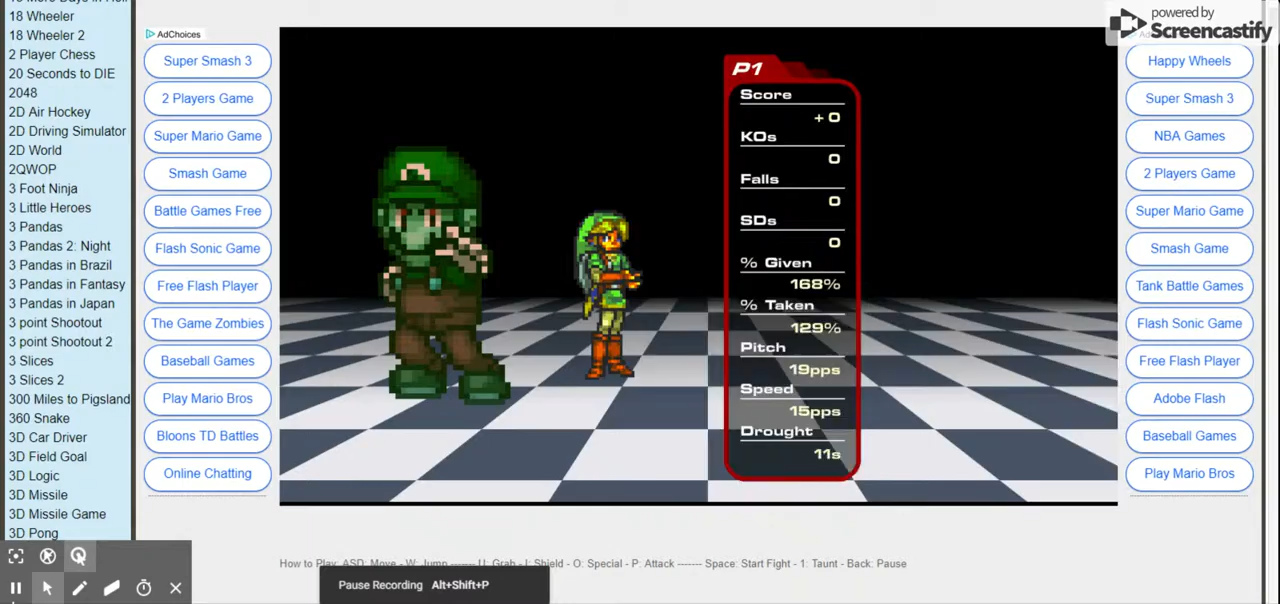 18 Wheeler
18 Wheeler 2
2 Player Chess
20 Seconds to DIE
2048
2D Air Hockey
2D Driving Simulator
2D World
2QWOP
3 Foot Ninja
3 Little Heroes
3 Pandas
3 Pandas 2: Night
3 Pandas in Brazil
3 Pandas in Fantasy
3 Pandas in Japan
3 point Shootout
3 point Shootout 2
3 Slices
3 Slices 2
300 Miles to Pigsland
360 Snake
3D Car Driver
3D Field Goal
3D Logic
3D Missile
3D Missile Game
3D Pong
AdChoices
Super Smash 3
2 Players Game
Super Mario Game
Smash Game
Battle Games Free
Flash Sonic Game
Free Flash Player
The Game Zombies
Baseball Games
Play Mario Bros
Bloons TD Battles
Online Chatting
P1
Score
+ 0
KOs
0
Falls
0
SDs
0
% Given
168%
% Taken
129%
Pitch
19pps
Speed
15pps
Drought
11s
powered by
Screencastify
Happy Wheels
Super Smash 3
NBA Games
2 Players Game
Super Mario Game
Smash Game
Tank Battle Games
Flash Sonic Game
Free Flash Player
Adobe Flash
Baseball Games
Play Mario Bros
How to Play: ASD: Move - W: Jump ------- U: Grab - I: Shield - O: Special - P: Attack ------- Space: Start Fight - 1: Taunt - Back: Pause
Pause Recording Alt+Shift+P